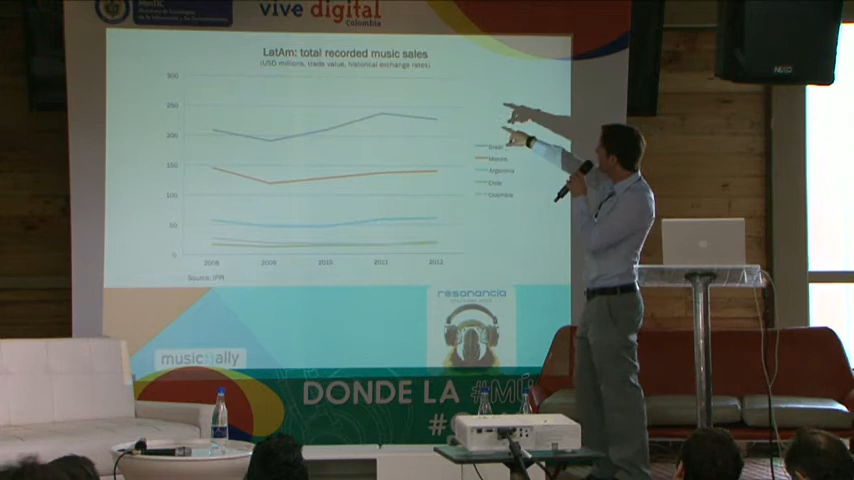 MINTIC
vive digital
Colombia
LatAm: total recorded music sales
(USD millions, trade value, historical exchange rates)
300
250
200
150
100
50
0
2008
2009
2010
2011
2012
Brazil
Mexico
Argentina
Chile
Colombia
Source: IFPI
resonancia
music ally
DONDE LA #MÚ
#